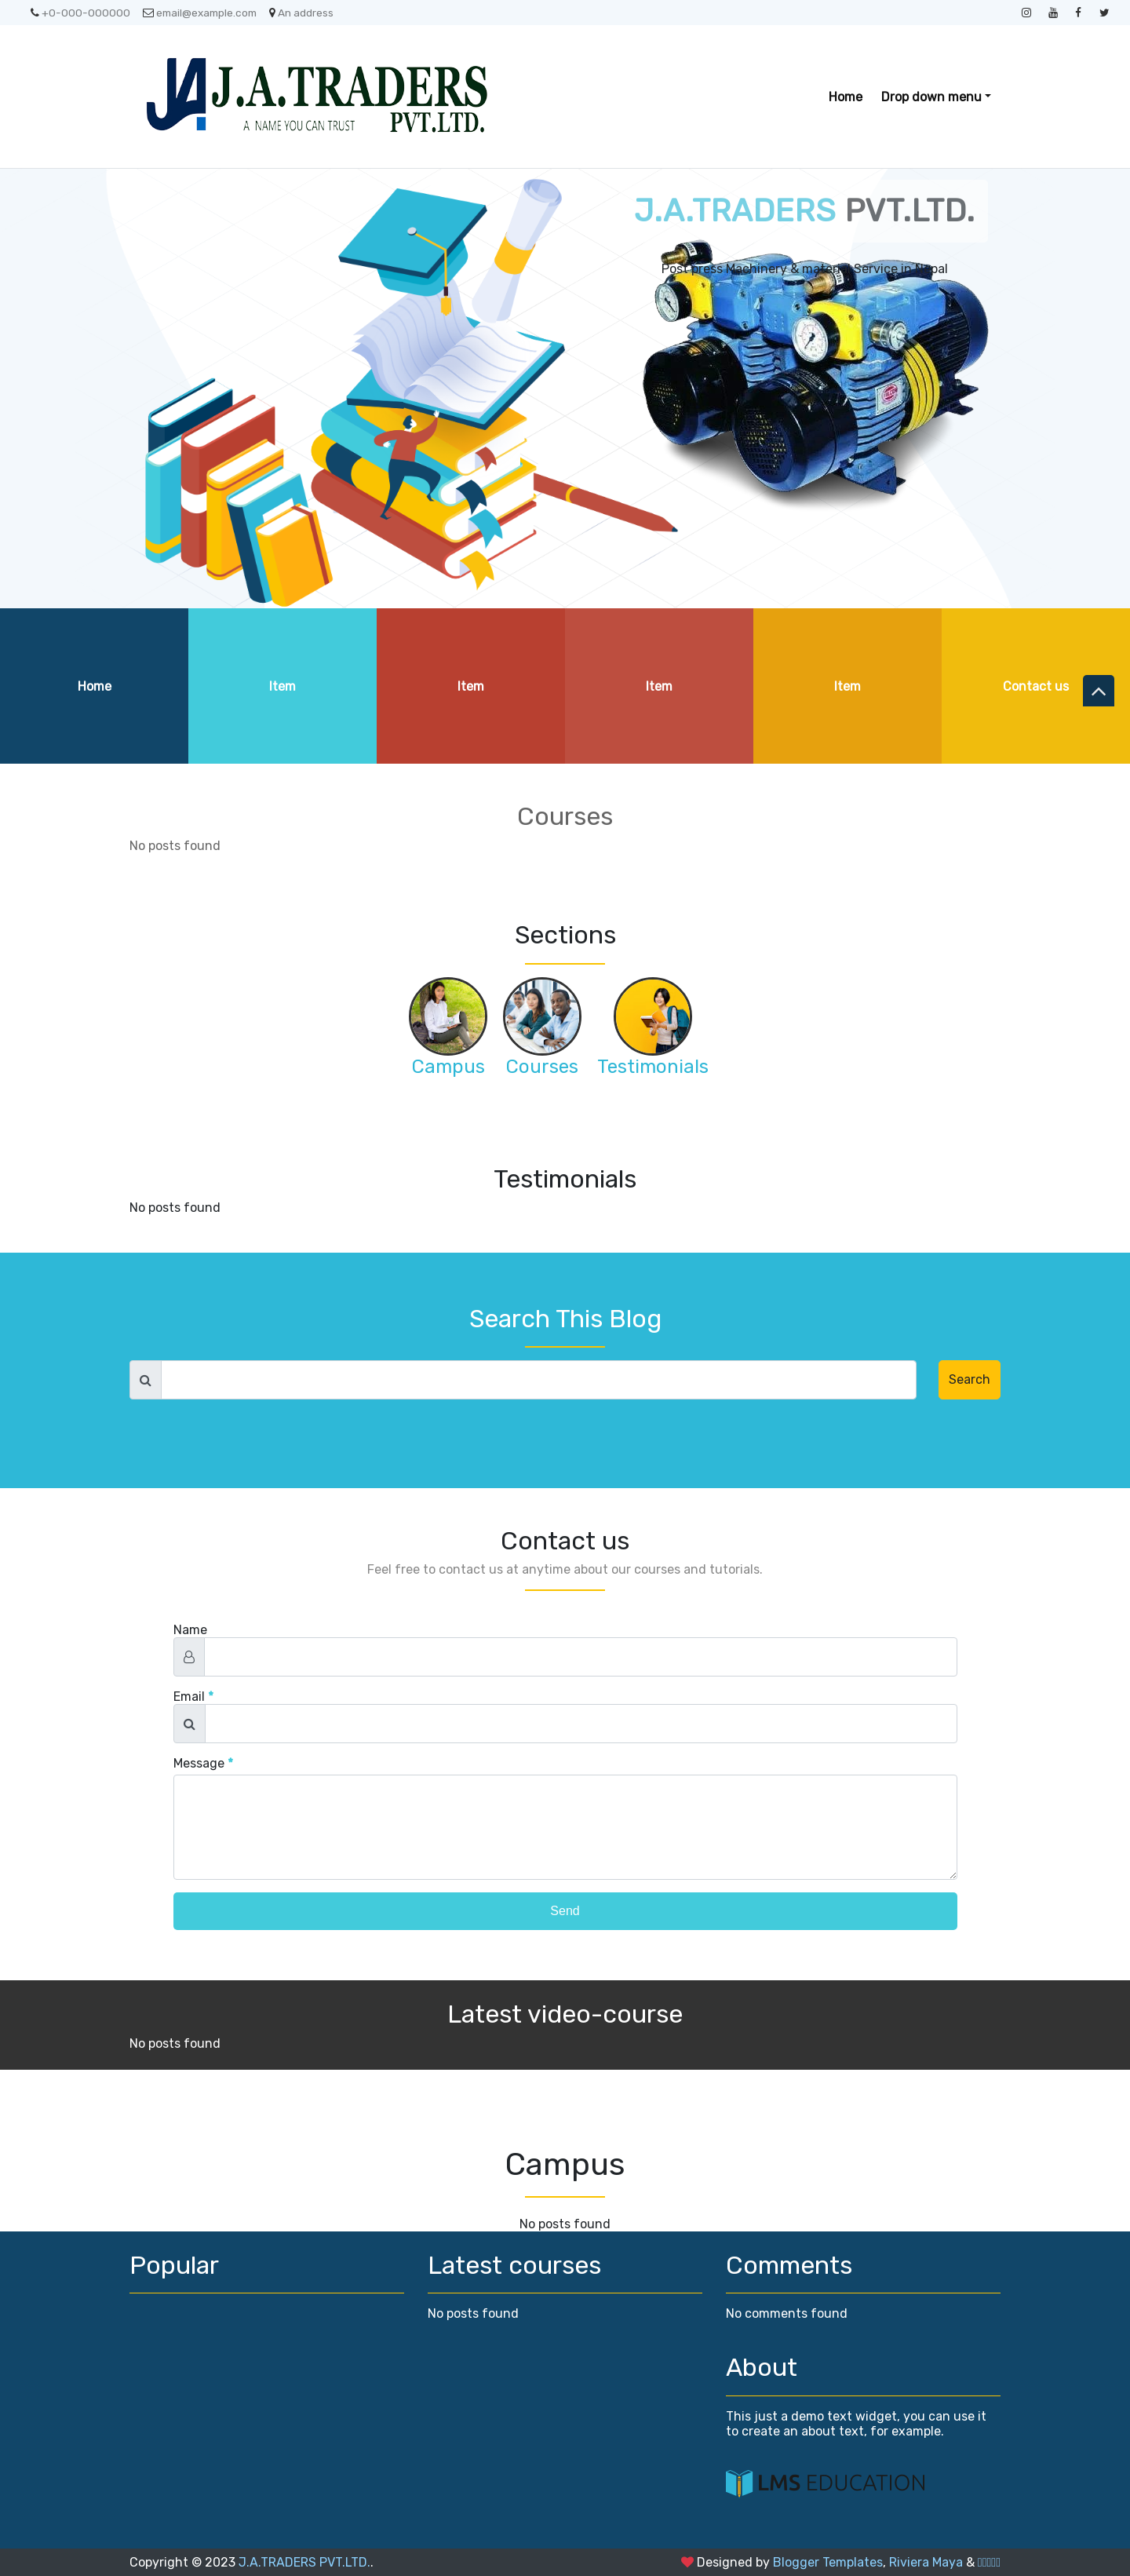 +0-000-000000 email@example.com An address
J.A.TRADERS
A NAME YOU CAN TRUST PVT.LTD.
Home Drop down menu
J.A.TRADERS PVT.LTD.
Post press Machinery & material Service in Nepal
Home Item Item Item Item Contact us
Courses
No posts found
Sections
Campus Courses Testimonials
Testimonials
No posts found
Search This Blog
Search
Contact us
Feel free to contact us at anytime about our courses and tutorials.
Name
Email *
Message *
Send
Latest video-course
No posts found
Campus
No posts found
Popular
Latest courses
No posts found
Comments
No comments found
About
This just a demo text widget, you can use it
to create an about text, for example.
LMS EDUCATION
Copyright © 2023 J.A.TRADERS PVT.LTD..
Designed by Blogger Templates, Riviera Maya &